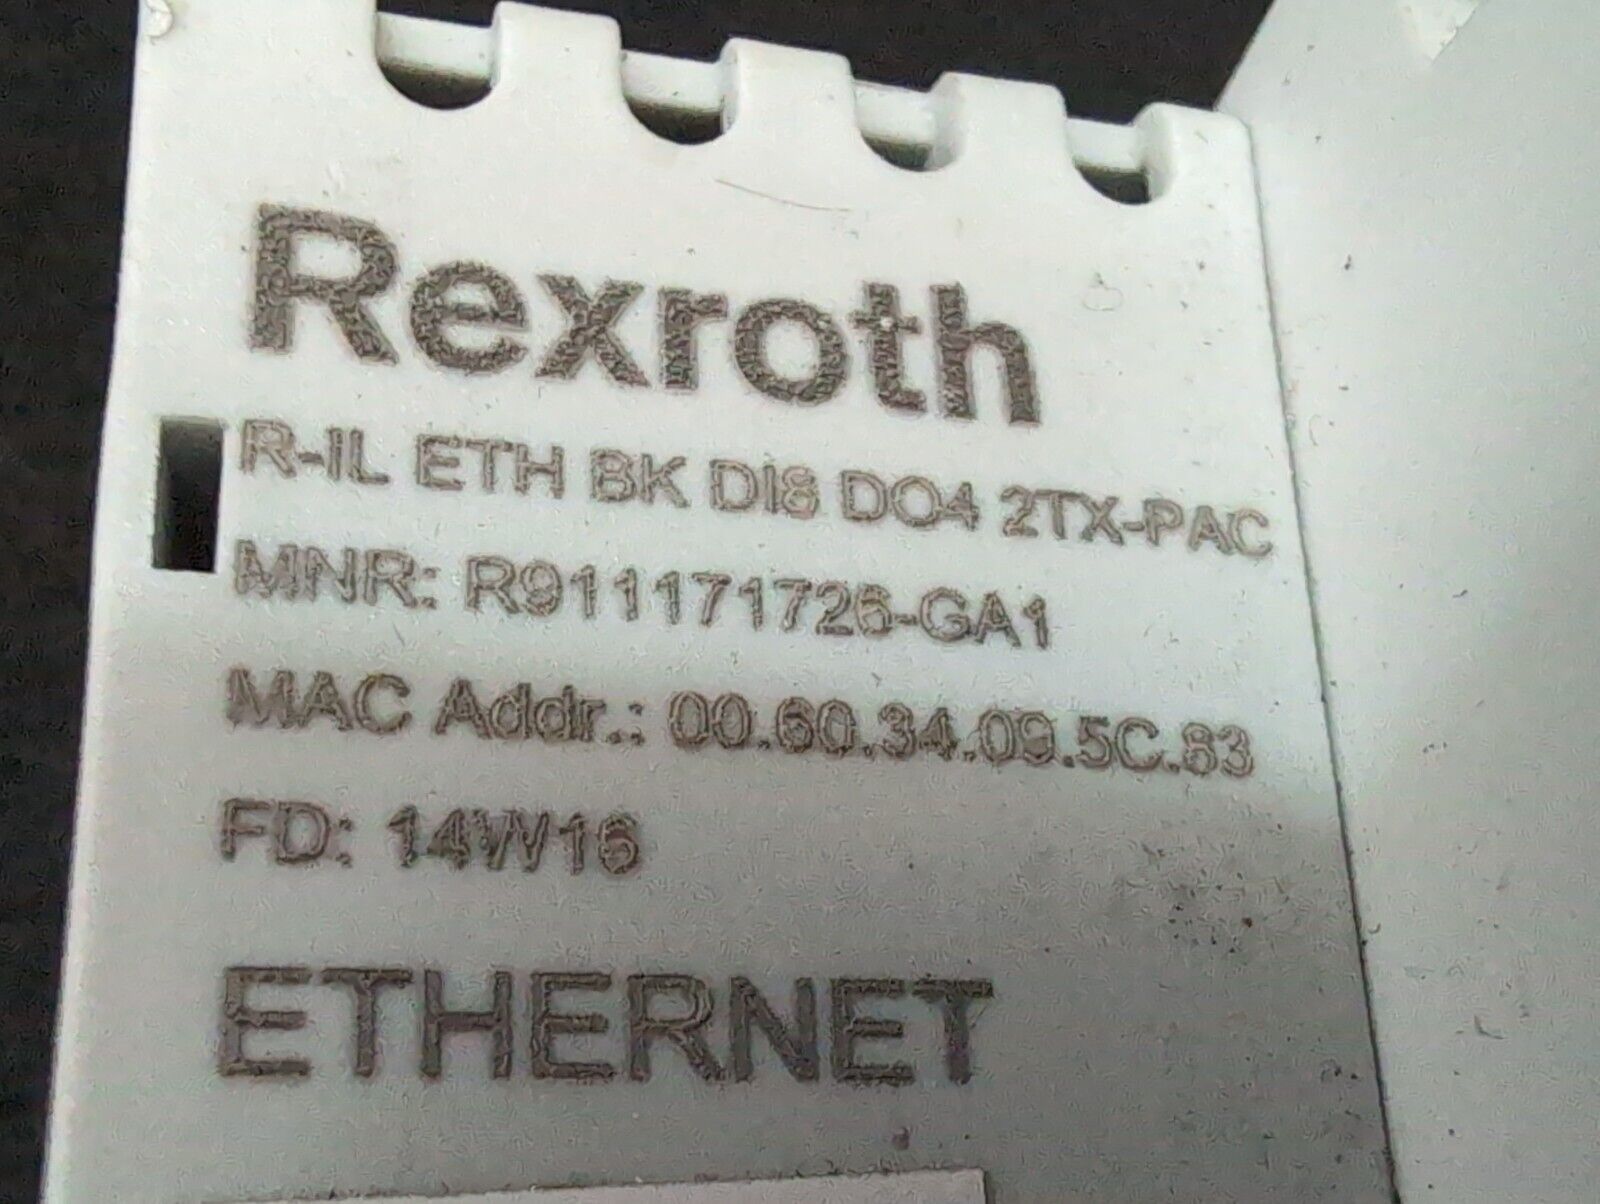 Rexroth
R-IL ETH BK DI8 DO4 2TX-PAC
MNR: R911171726-GA1
MAC Addr.: 00.60.34.09.5C.83
FD: 14W16
ETHERNET